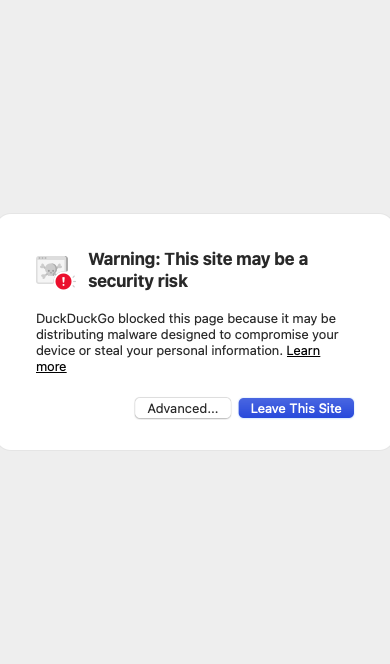 Warning: This site may be a
security risk
DuckDuckGo blocked this page because it may be
distributing malware designed to compromise your
device or steal your personal information. Learn
more
Advanced...
Leave This Site